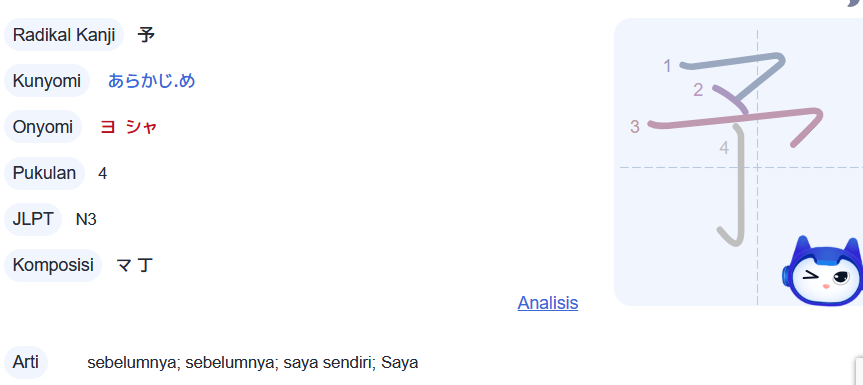 Radikal Kanji 予
Kunyomi あらかじ.め
Onyomi ヨ シャ
Pukulan 4
JLPT N3
Komposisi マ 丁
Analisis
Arti sebelumnya; sebelumnya; saya sendiri; Saya
1
2
3
4